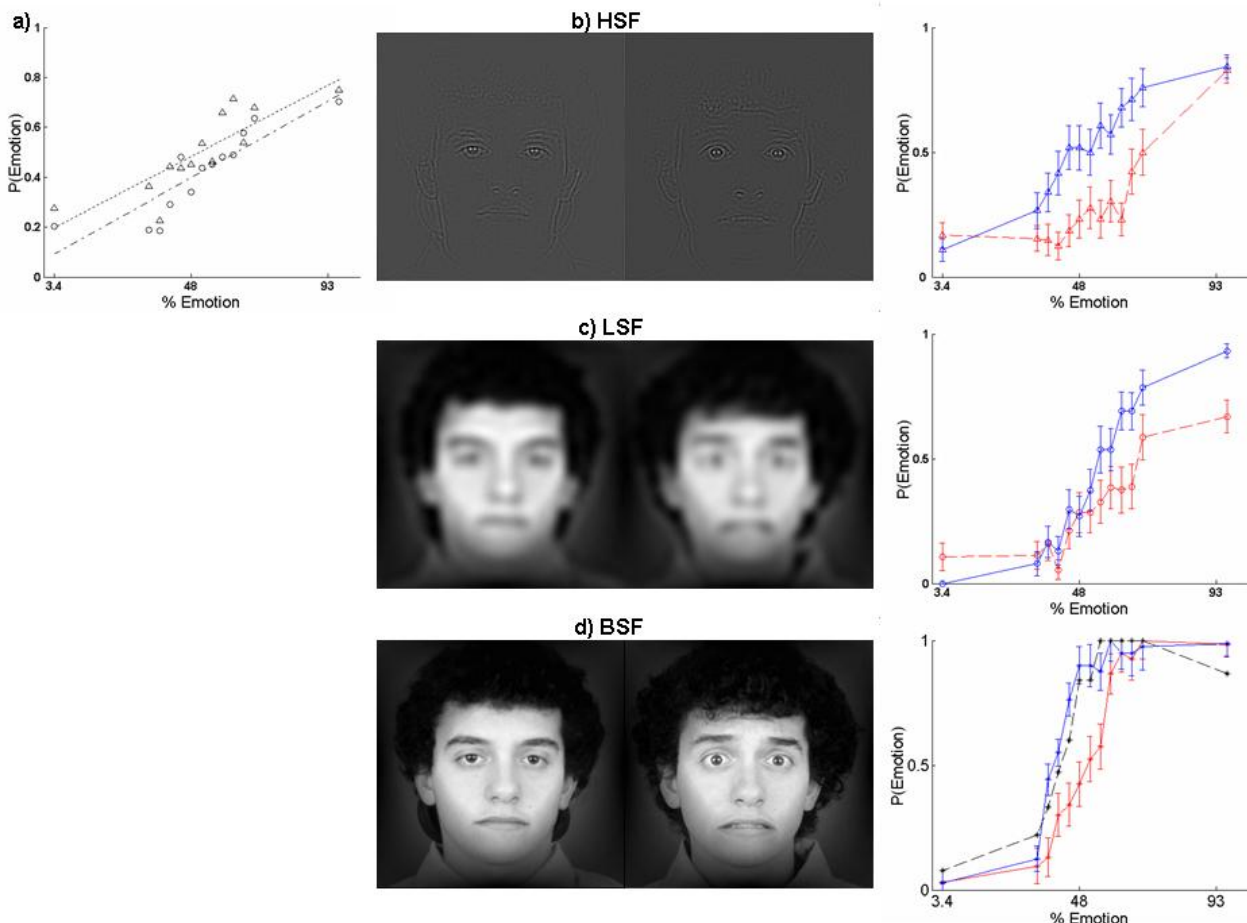 a)
1
0.8
0.6
0.4
0.2
0
P(Emotion)
3.4 48 93
% Emotion
b) HSF
1
0.5
0
P(Emotion)
3.4 48 93
% Emotion
c) LSF
1
0.5
0
P(Emotion)
3.4 48 93
% Emotion
d) BSF
1
0.5
0
P(Emotion)
3.4 48 93
% Emotion